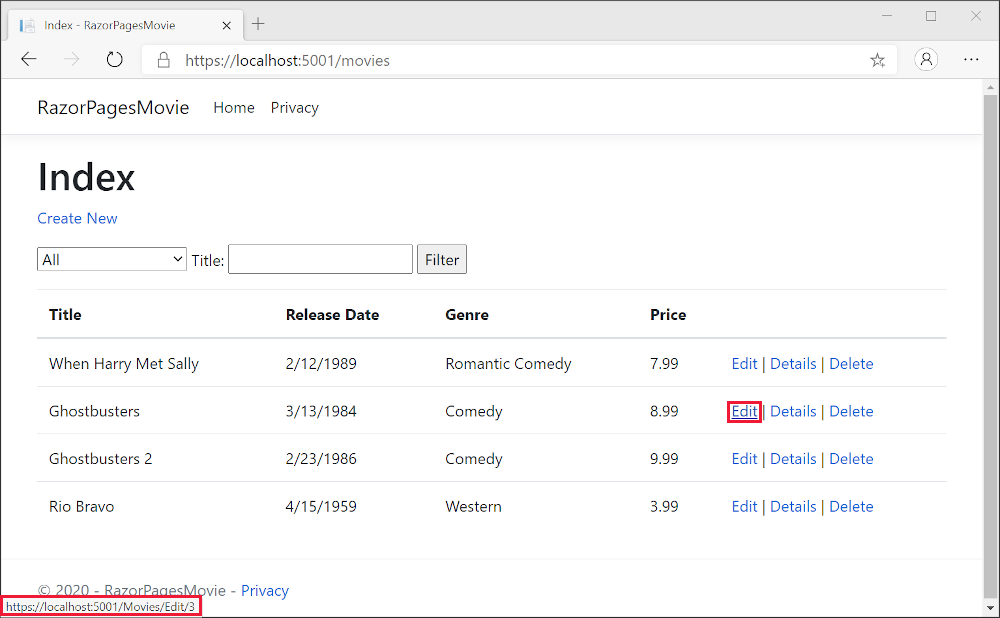 Index - RazorPagesMovie
https://localhost:5001/movies
RazorPagesMovie Home Privacy
Index
Create New
All Title: Filter
Title Release Date Genre Price
When Harry Met Sally 2/12/1989 Romantic Comedy 7.99 Edit | Details | Delete
Ghostbusters 3/13/1984 Comedy 8.99 Edit | Details | Delete
Ghostbusters 2 2/23/1986 Comedy 9.99 Edit | Details | Delete
Rio Bravo 4/15/1959 Western 3.99 Edit | Details | Delete
© 2020 - RazorPagesMovie - Privacy
https://localhost:5001/Movies/Edit/3